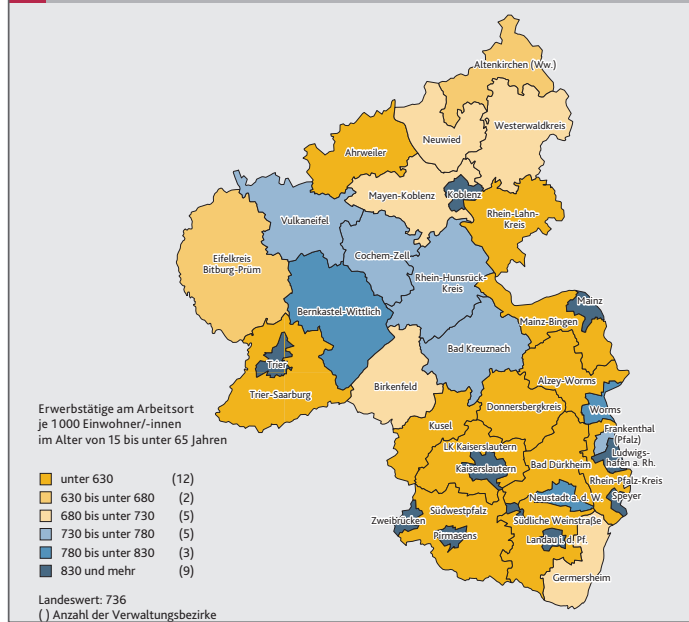 Altenkirchen (Ww.)
Westerwaldkreis
Neuwied
Ahrweiler
Mayen-Koblenz
Koblenz
Rhein-Lahn-
Kreis
Vulkaneifel
Cochem-Zell
Eifelkreis
Bitburg-Prüm
Rhein-Hunsrück-
Kreis
Mainz
Bernkastel-Wittlich
Mainz-Bingen
Bad Kreuznach
Trier
Alzey-Worms
Birkenfeld
Trier-Saarburg
Donnersbergkreis
Worms
Kusel
Frankenthal
(Pfalz)
LK Kaiserslautern
Ludwigs-
hafen a. Rh.
Kaiserslautern
Bad Dürkheim
Rhein-Pfalz-Kreis
Neustadt a. d. W.
Speyer
Südwestpfalz
Zweibrücken
Südliche Weinstraße
Pirmasens
Landau i. d. Pf.
Germersheim
Erwerbstätige am Arbeitsort
je 1000 Einwohner/-innen
im Alter von 15 bis unter 65 Jahren
unter 630 (12)
630 bis unter 680 (2)
680 bis unter 730 (5)
730 bis unter 780 (5)
780 bis unter 830 (3)
830 und mehr (9)
Landeswert: 736
( ) Anzahl der Verwaltungsbezirke